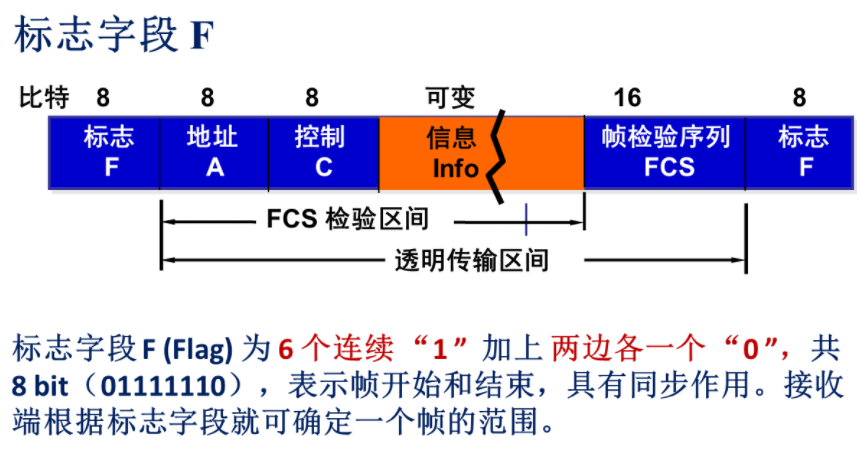 标志字段 F
比特 8 8 8 可变 16 8
标志 地址 控制 信息 帧检验序列 标志
F A C Info FCS F
FCS 检验区间
透明传输区间
标志字段 F (Flag) 为 6 个连续“1”加上 两边各一个“0”，共
8 bit（01111110），表示帧开始和结束，具有同步作用。接收
端根据标志字段就可确定一个帧的范围。